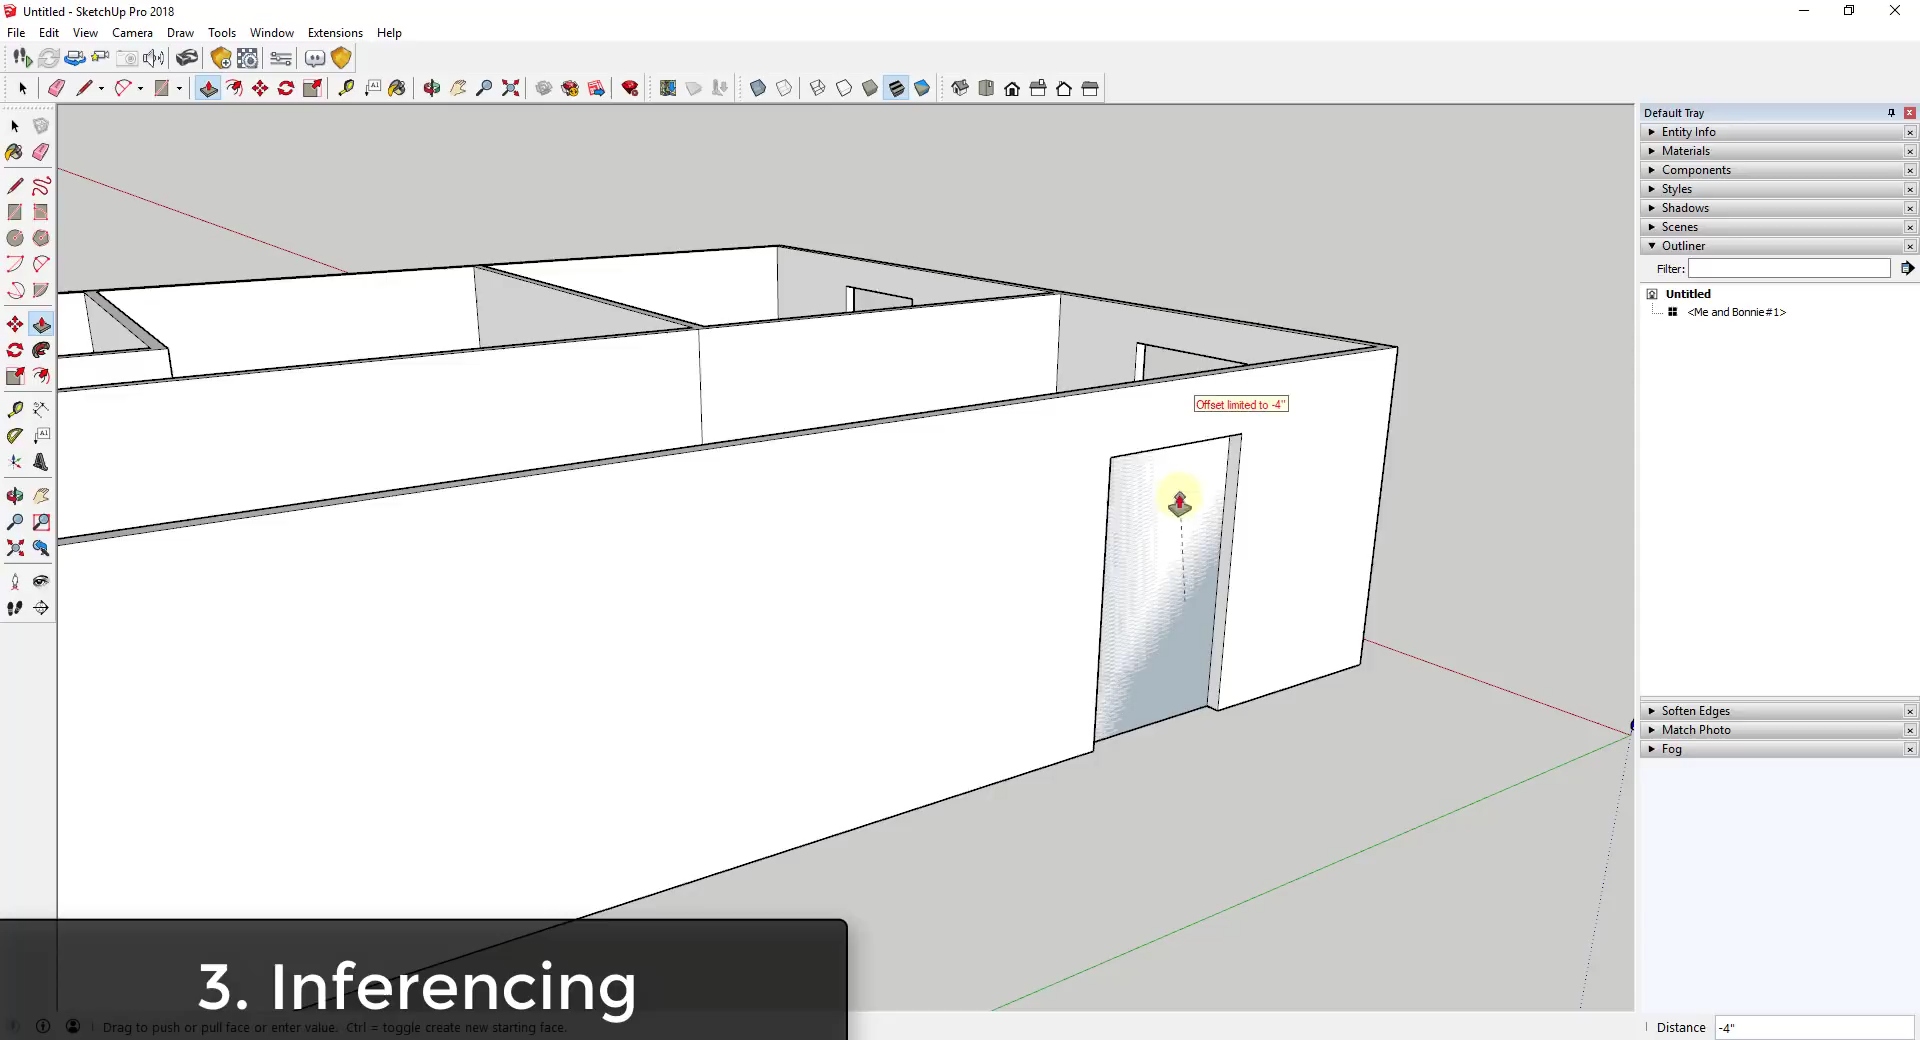 Untitled - SketchUp Pro 2018
File Edit View Camera Draw Tools Window Extensions Help
Default Tray
Entity Info
Materials
Components
Styles
Shadows
Scenes
Outliner
Filter:
Untitled
<Me and Bonnie#1>
Offset limited to -4"
Soften Edges
Match Photo
Fog
3. Inferencing
Drag to push or pull face or enter value. Ctrl = toggle create new starting face.
Distance -4"